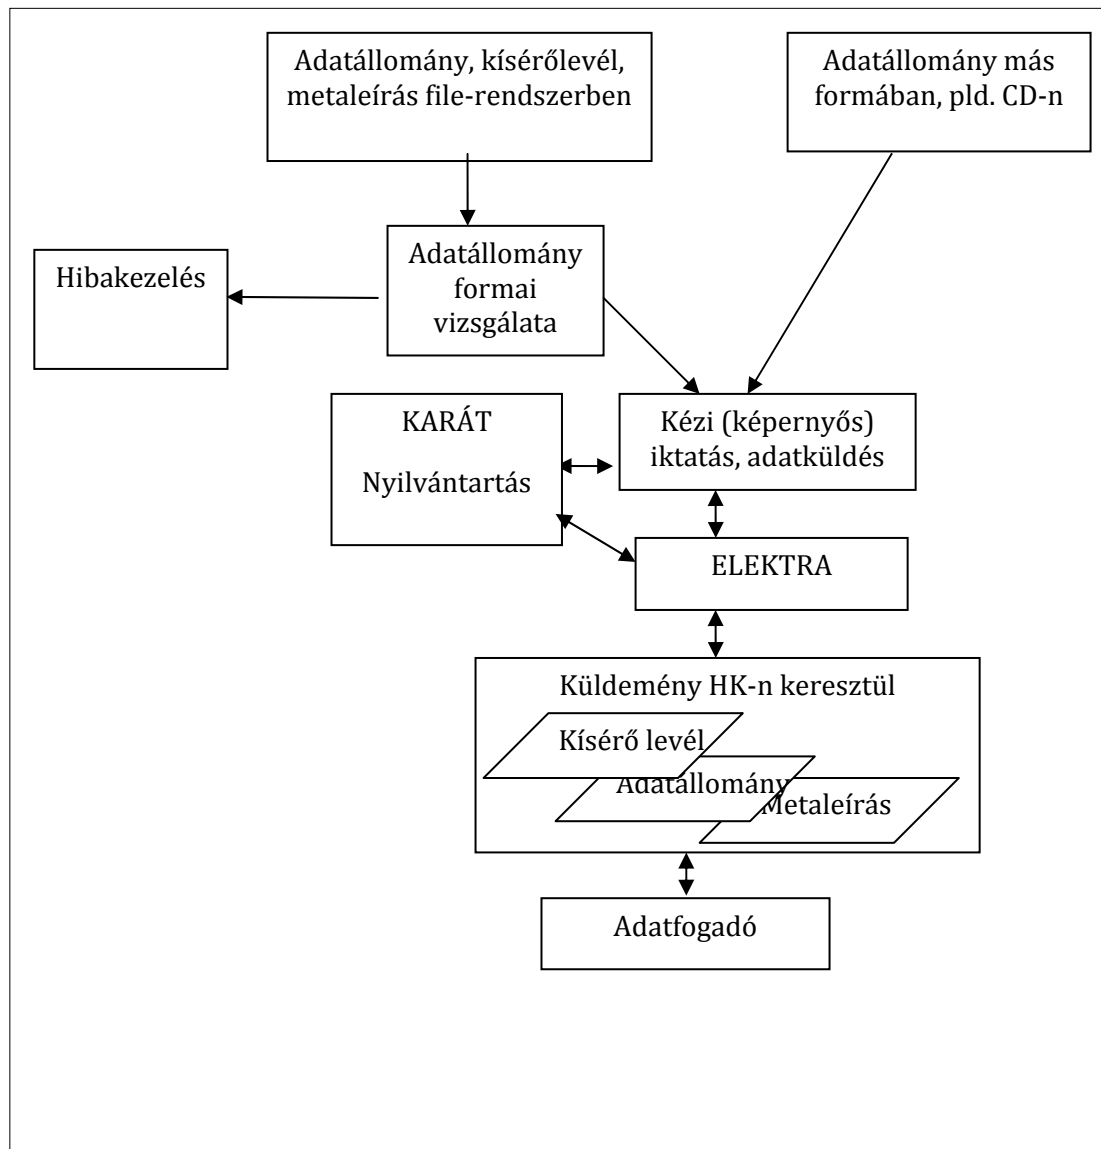 Adatállomány, kísérőlevél,
metaleírás file-rendszerben
Adatállomány más
formában, pld. CD-n
Adatállomány
formai
vizsgálata
Hibakezelés
KARÁT
Nyilvántartás
Kézi (képernyős)
iktatás, adatküldés
ELEKTRA
Küldemény HK-n keresztül
Kísérő levél
Adatállomány
Metaleírás
Adatfogadó